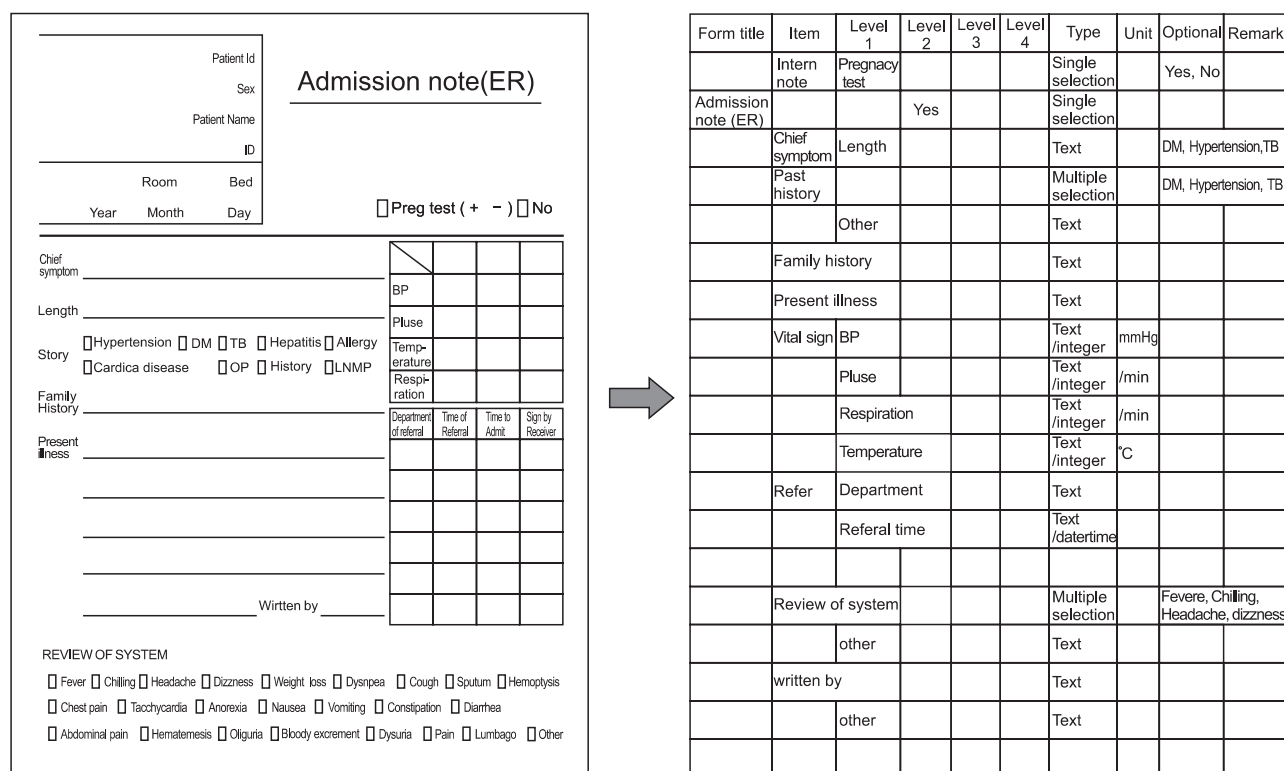 Patient Id
Sex
Patient Name
ID
Room Bed
Year Month Day
Admission note(ER)
Preg test ( + − ) No
Chief
symptom
Length
Story Hypertension DM TB Hepatitis Allergy
Cardica disease OP History LNMP
Family
History
Present
illness
Wirtten by
BP
Pluse
Temp-
erature
Respi-
ration
Department Time of Time to Sign by
of referral Referral Admit Receiver
REVIEW OF SYSTEM
Fever Chilling Headache Dizzness Weight loss Dysnpea Cough Sputum Hemoptysis
Chest pain Tacchycardia Anorexia Nausea Vomiting Constipation Diarrhea
Abdominal pain Hematemesis Oliguria Bloody excrement Dysuria Pain Lumbago Other
Form title Item Level 1 Level 2 Level 3 Level 4 Type Unit Optional Remark
Intern note Pregnacy test Single selection Yes, No
Admission note (ER) Yes Single selection
Chief symptom Length Text DM, Hypertension,TB
Past history Multiple selection DM, Hypertension, TB
Other Text
Family history Text
Present illness Text
Vital sign BP Text /integer mmHg
Pluse Text /integer /min
Respiration Text /integer /min
Temperature Text /integer °C
Refer Department Text
Referal time Text /datertime
Review of system Multiple selection Fevere, Chilling, Headache, dizzness
other Text
written by Text
other Text